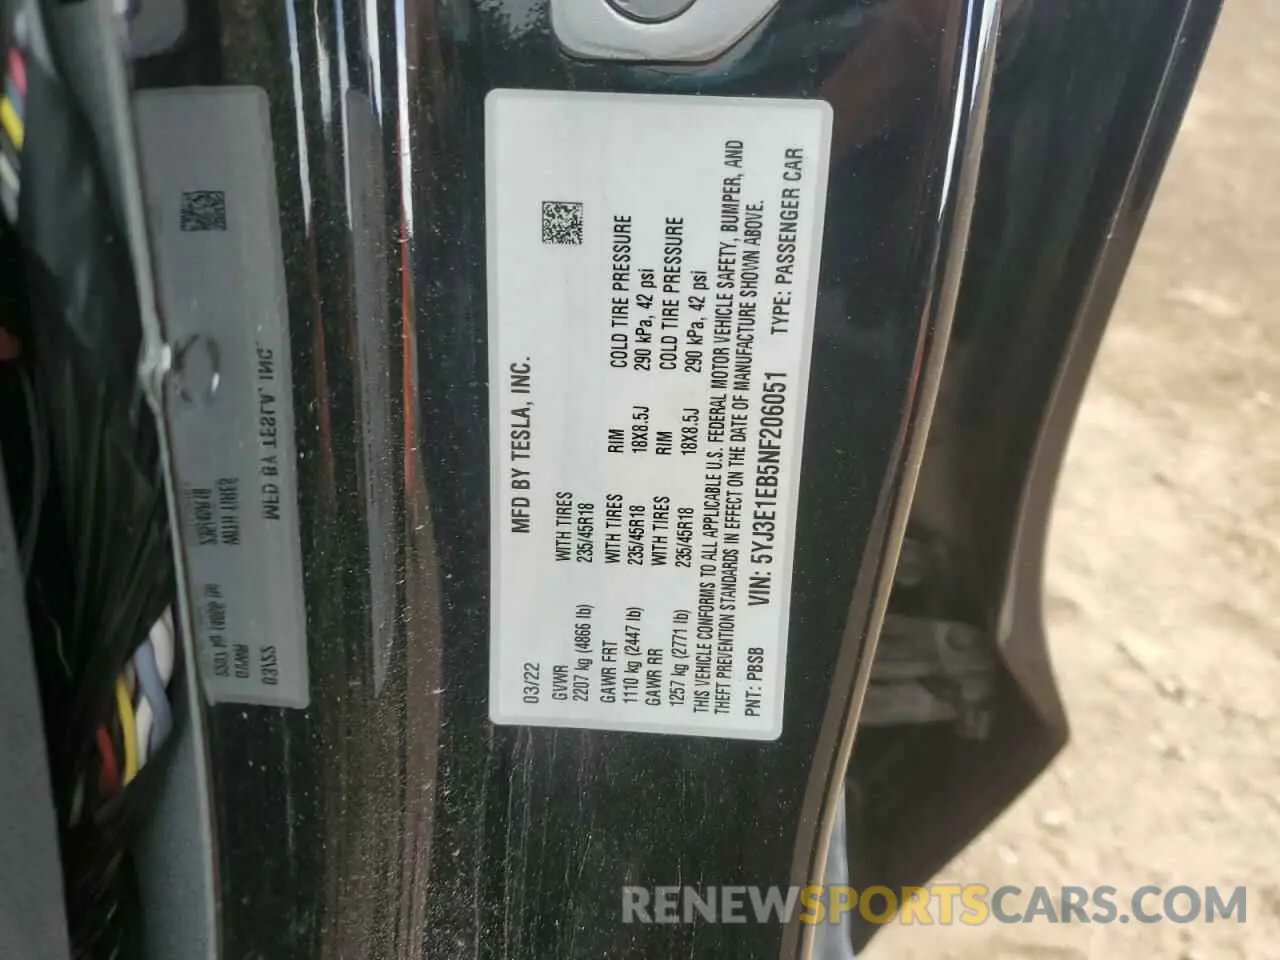 MFD BY TESLA, INC.
03/22
GVWR WITH TIRES
2207 kg (4866 lb) 235/45R18
GAWR FRT WITH TIRES RIM COLD TIRE PRESSURE
1110 kg (2447 lb) 235/45R18 18X8.5J 290 kPa, 42 psi
GAWR RR WITH TIRES RIM COLD TIRE PRESSURE
1257 kg (2771 lb) 235/45R18 18X8.5J 290 kPa, 42 psi
THIS VEHICLE CONFORMS TO ALL APPLICABLE U.S. FEDERAL MOTOR VEHICLE SAFETY, BUMPER, AND
THEFT PREVENTION STANDARDS IN EFFECT ON THE DATE OF MANUFACTURE SHOWN ABOVE.
PNT: PBSB VIN: 5YJ3E1EB5NF206051 TYPE: PASSENGER CAR
RENEWSPORTSCARS.COM